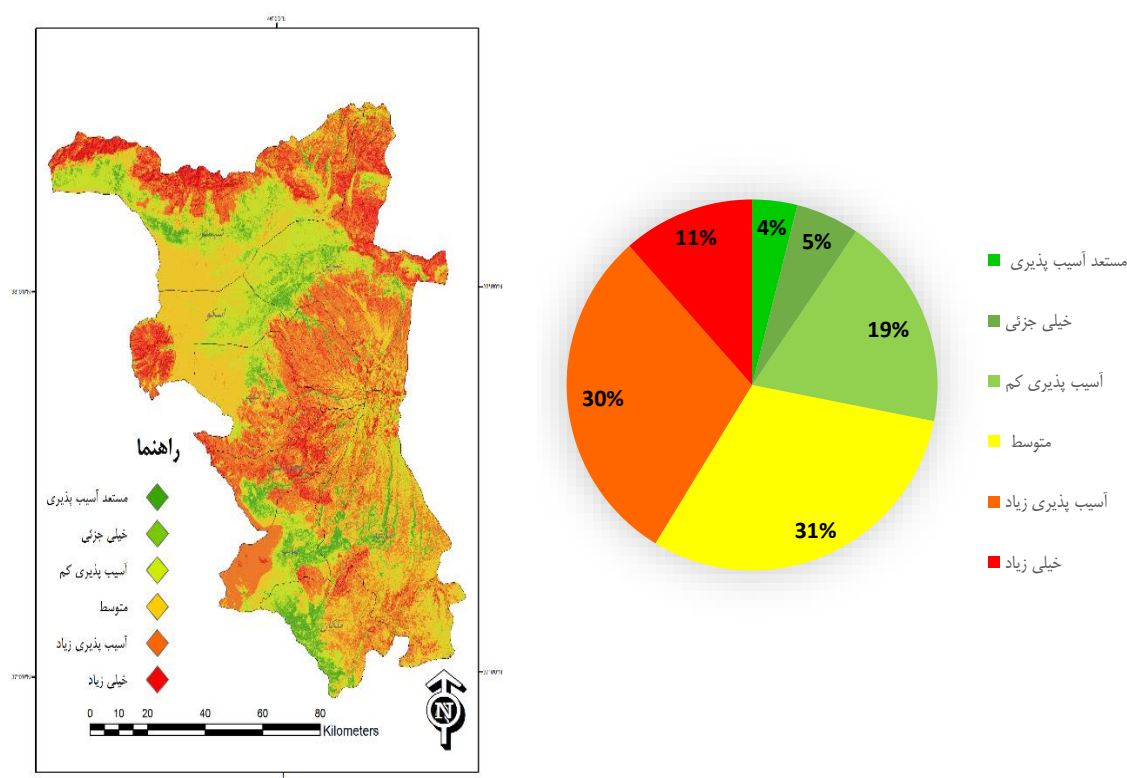 راهنما
مستعد آسیب پذیری
خیلی جزئی
آسیب پذیری کم
متوسط
آسیب پذیری زیاد
خیلی زیاد
اسکو
ملکان
0 10 20 40 60 80
Kilometers
N
4%
5%
19%
31%
30%
11%
مستعد آسیب پذیری
خیلی جزئی
آسیب پذیری کم
متوسط
آسیب پذیری زیاد
خیلی زیاد